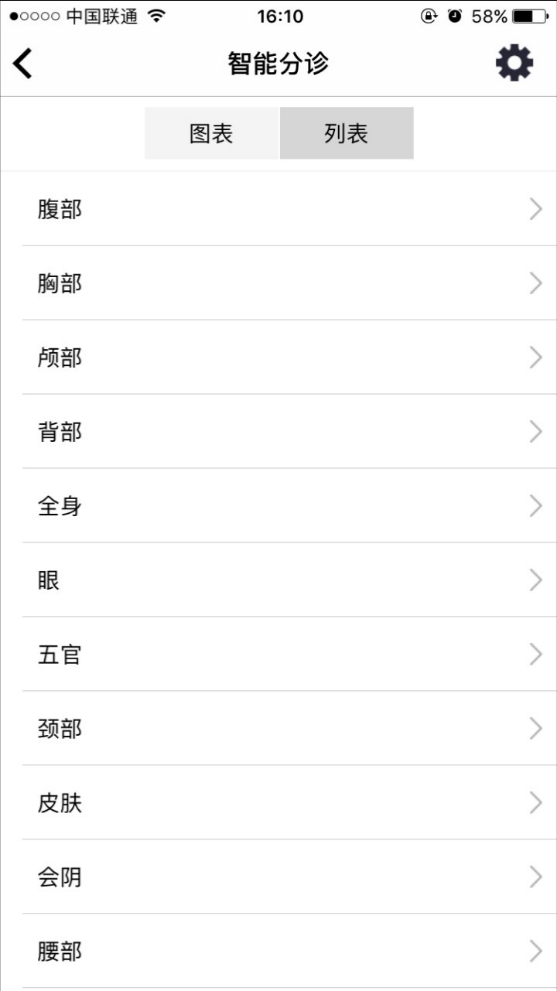 中国联通 16:10 58%
智能分诊
图表 列表
腹部
胸部
颅部
背部
全身
眼
五官
颈部
皮肤
会阴
腰部